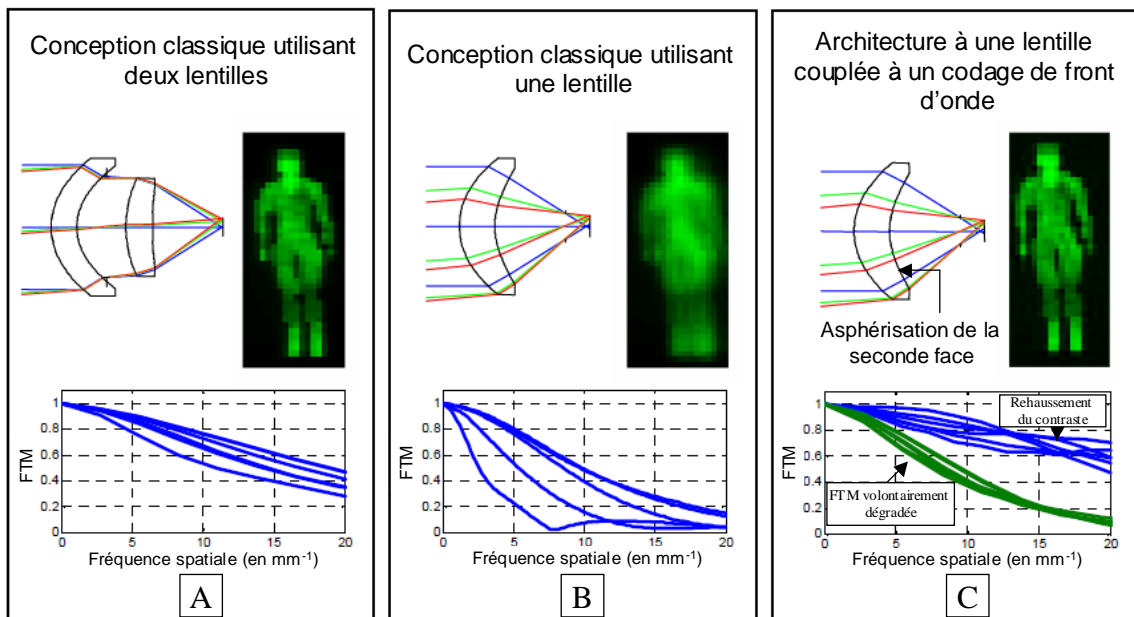 Conception classique utilisant
deux lentilles
FTM
1
0.8
0.6
0.4
0.2
0
0 5 10 15 20
Fréquence spatiale (en mm⁻¹)
A
Conception classique utilisant
une lentille
FTM
1
0.8
0.6
0.4
0.2
0
0 5 10 15 20
Fréquence spatiale (en mm⁻¹)
B
Architecture à une lentille
couplée à un codage de front
d'onde
Asphérisation de la
seconde face
FTM
1
0.8
0.6
0.4
0.2
0
Rehaussement
du contraste
FTM volontairement
dégradée
0 5 10 15 20
Fréquence spatiale (en mm⁻¹)
C